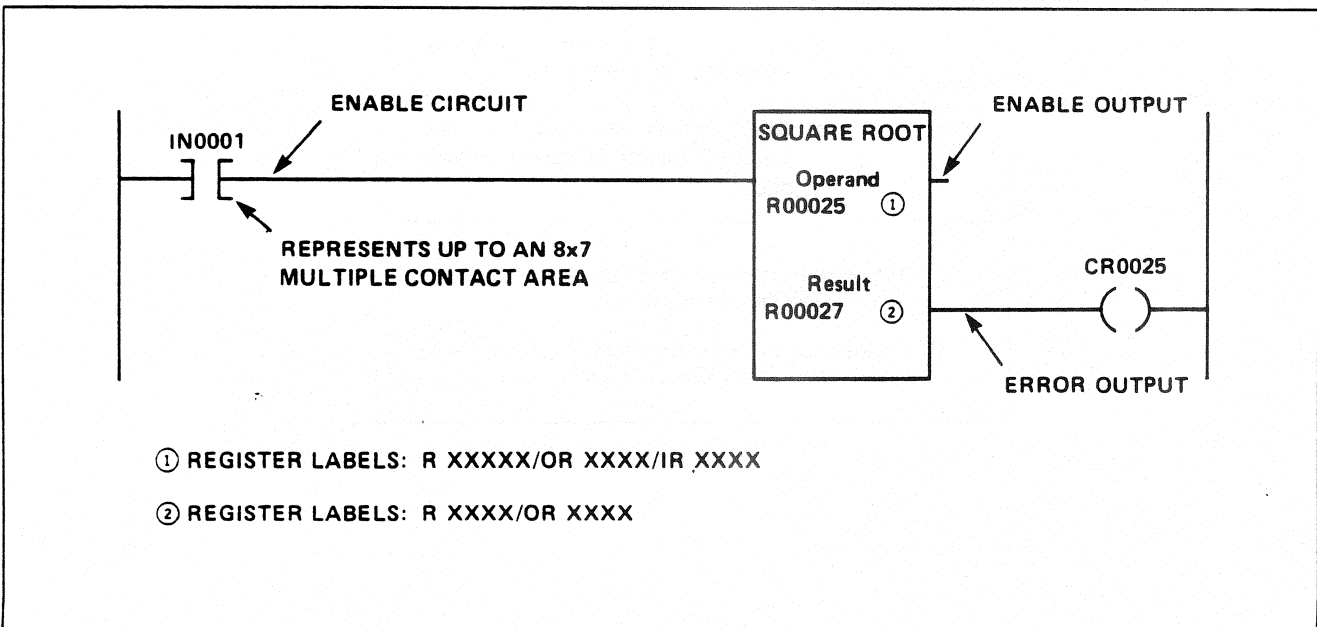 ENABLE CIRCUIT
ENABLE OUTPUT
IN0001
SQUARE ROOT
Operand
R00025 ①
REPRESENTS UP TO AN 8x7
MULTIPLE CONTACT AREA
CR0025
Result
R00027 ②
ERROR OUTPUT
① REGISTER LABELS: R XXXXX/OR XXXX/IR XXXX
② REGISTER LABELS: R XXXX/OR XXXX